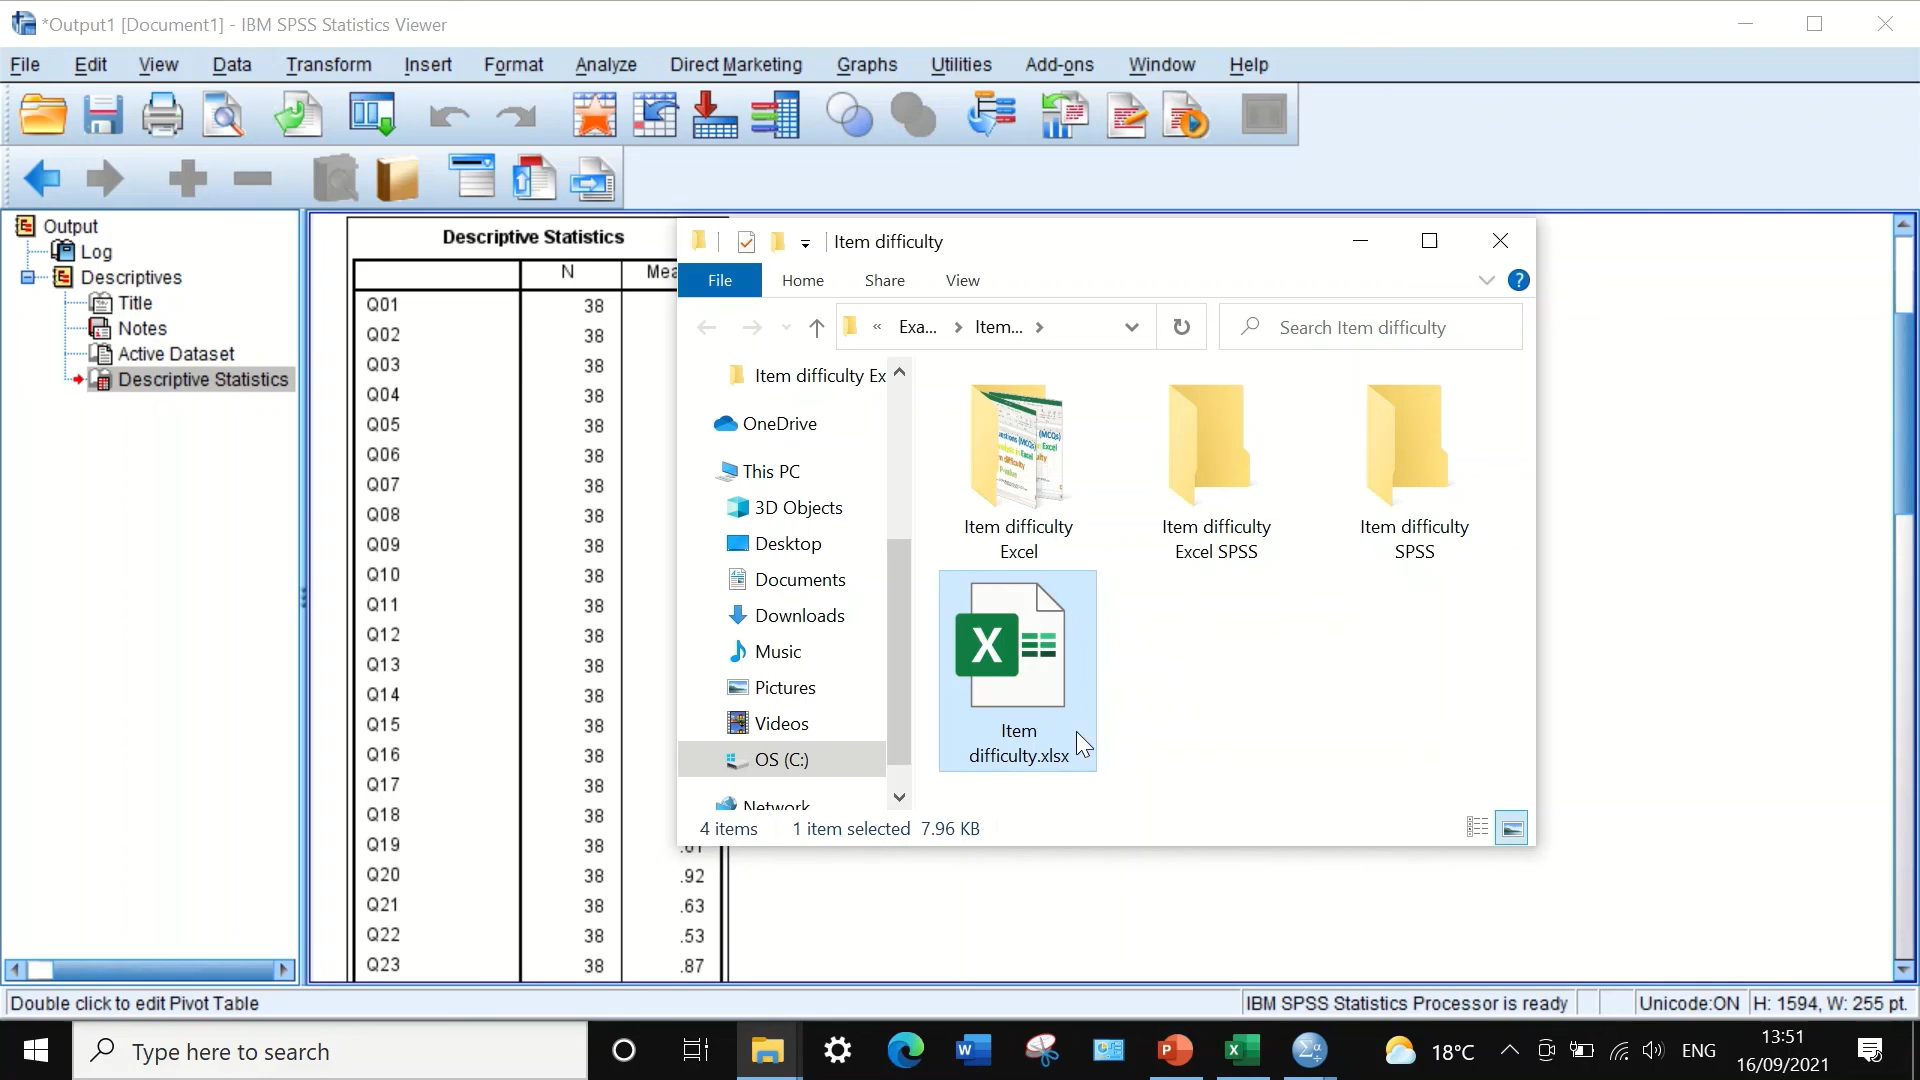 *Output1 [Document1] - IBM SPSS Statistics Viewer
File Edit View Data Transform Insert Format Analyze Direct Marketing Graphs Utilities Add-ons Window Help
Output
Log
Descriptives
Title
Notes
Active Dataset
Descriptive Statistics
Descriptive Statistics
N Mea
Q01 38
Q02 38
Q03 38
Q04 38
Q05 38
Q06 38
Q07 38
Q08 38
Q09 38
Q10 38
Q11 38
Q12 38
Q13 38
Q14 38
Q15 38
Q16 38
Q17 38
Q18 38
Q19 38
Q20 38 .92
Q21 38 .63
Q22 38 .53
Q23 38 .87
Item difficulty
File Home Share View
« Exa... > Item... >
Search Item difficulty
Item difficulty Ex
OneDrive
This PC
3D Objects
Desktop
Documents
Downloads
Music
Pictures
Videos
OS (C:)
Network
Item difficulty
Excel
Item difficulty
Excel SPSS
Item difficulty
SPSS
Item
difficulty.xlsx
4 items 1 item selected 7.96 KB
Double click to edit Pivot Table
IBM SPSS Statistics Processor is ready
Unicode:ON
H: 1594, W: 255 pt.
Type here to search
18°C
ENG
13:51
16/09/2021